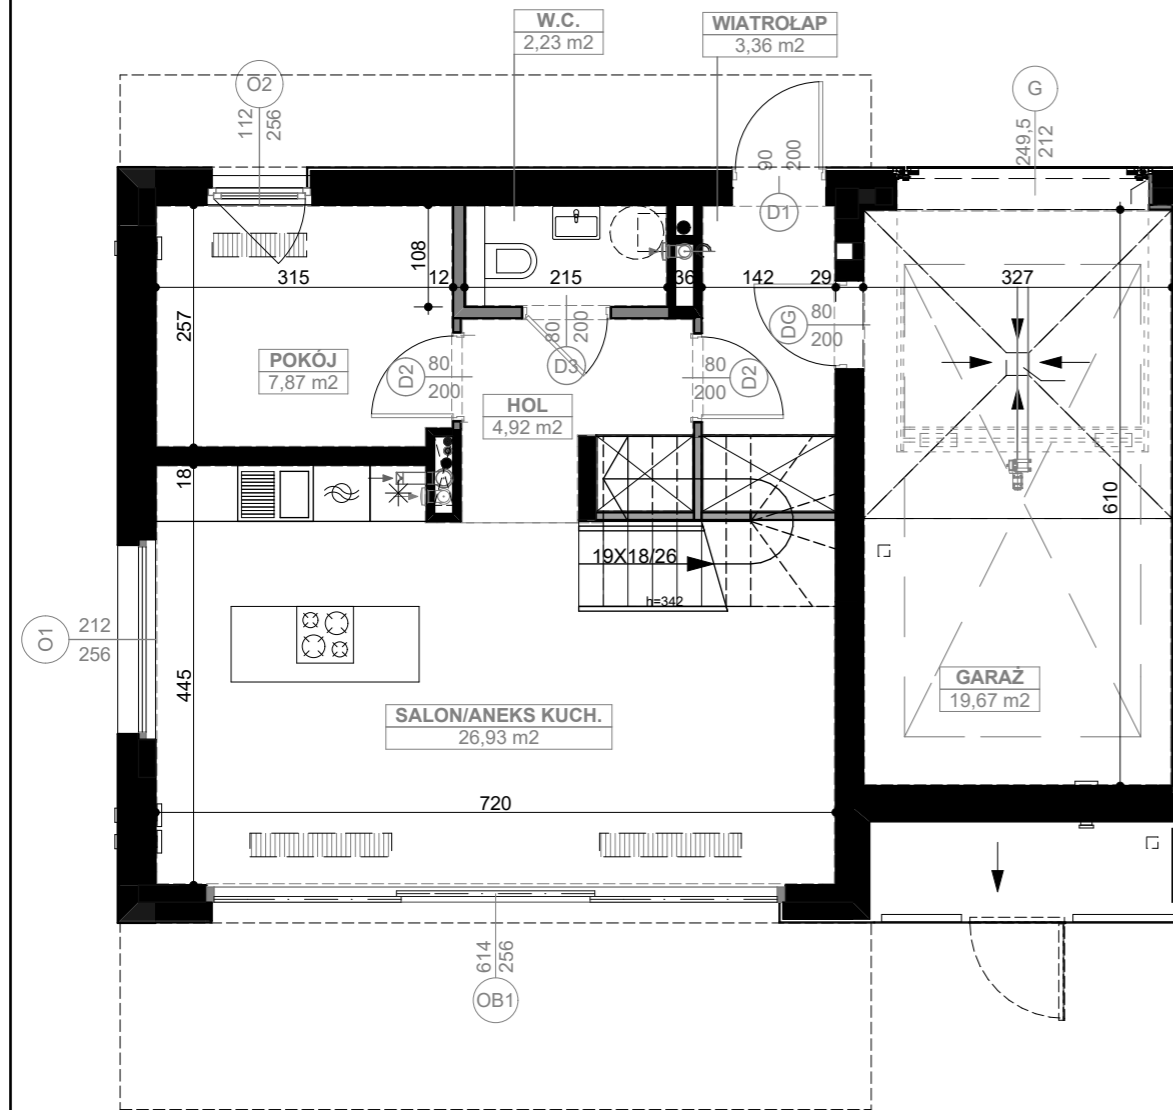 W.C.
2,23 m2
WIATROŁAP
3,36 m2
O2
112
256
G
249,5
212
90
200
D1
108
315
12
215
36
142
29
327
257
80
200
D3
80
200
DG
POKÓJ
7,87 m2
D2
80
200
80
200
D2
HOL
4,92 m2
18
610
19X18/26
h=342
O1
212
256
445
GARAŻ
19,67 m2
SALON/ANEKS KUCH.
26,93 m2
720
614
256
OB1